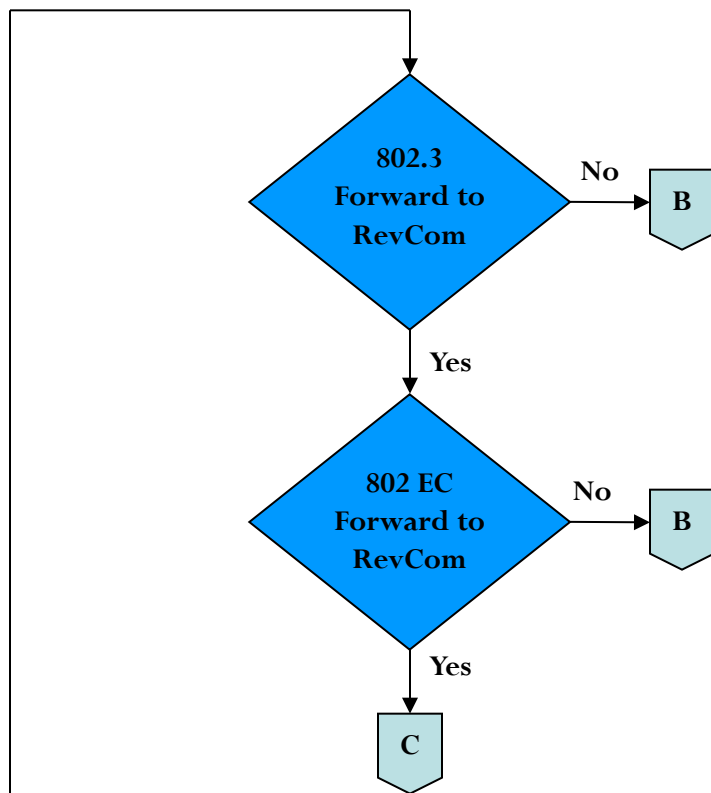 802.3
Forward to
RevCom
No
B
Yes
802 EC
Forward to
RevCom
No
B
Yes
C